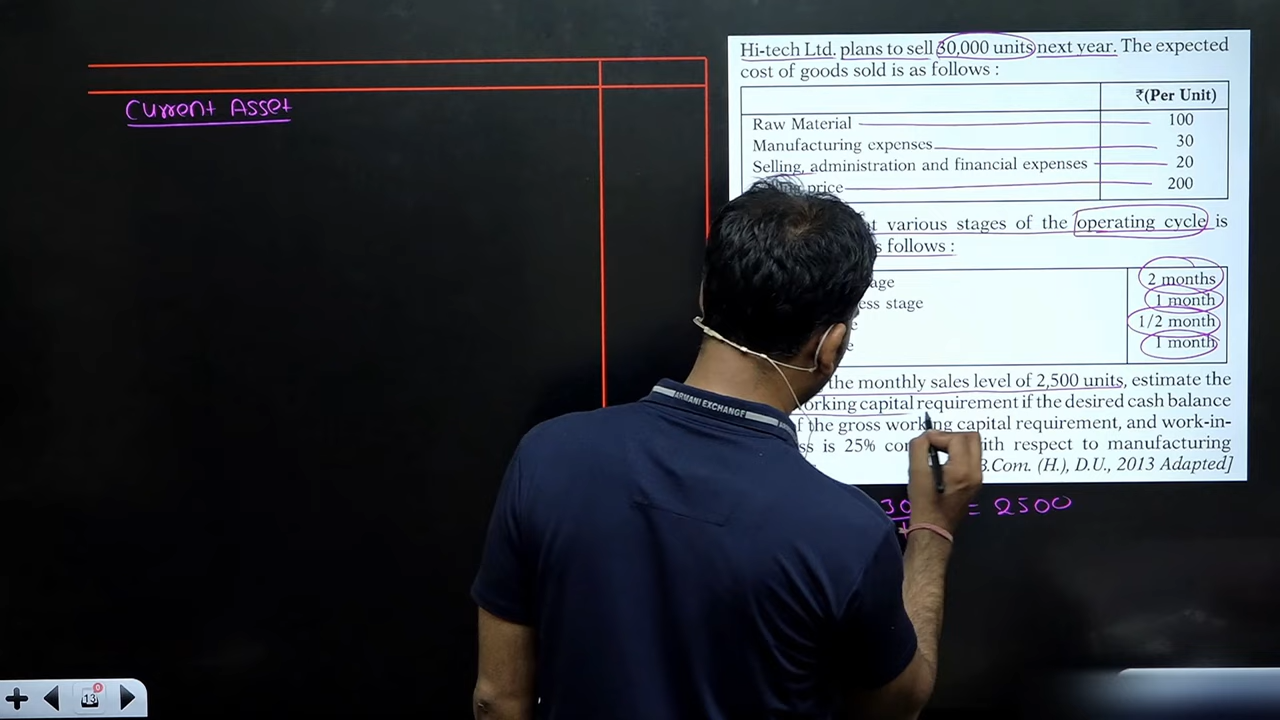 Current Asset
Hi-tech Ltd. plans to sell 30,000 units next year. The expected
cost of goods sold is as follows :
₹(Per Unit)
Raw Material 100
Manufacturing expenses 30
Selling, administration and financial expenses 20
price 200
various stages of the operating cycle is
follows :
2 months
stage 1 month
1/2 month
1 month
the monthly sales level of 2,500 units, estimate the
working capital requirement if the desired cash balance
the gross working capital requirement, and work-in-
is 25% with respect to manufacturing
B.Com. (H.), D.U., 2013 Adapted]
= 2500
ARMANI EXCHANGE
13